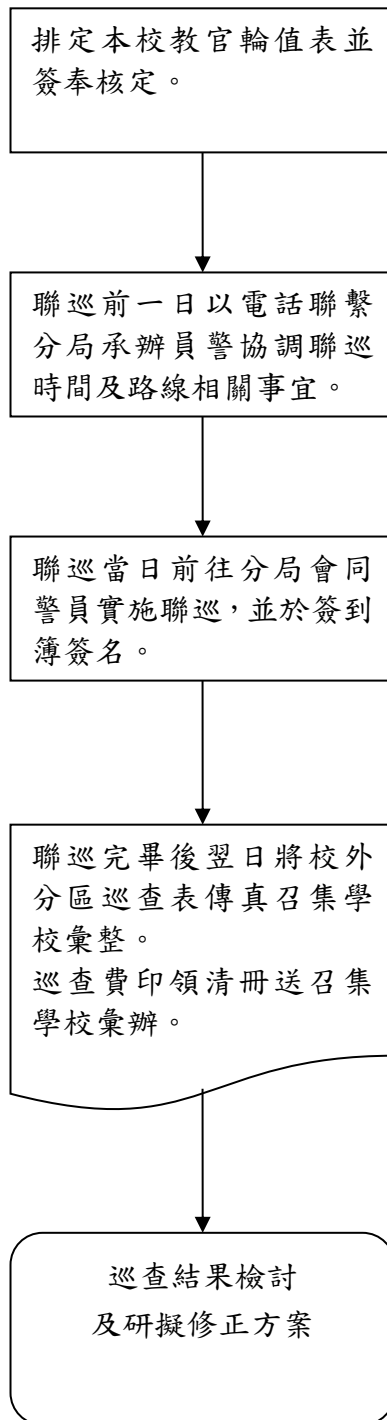 排定本校教官輪值表並
簽奉核定。
聯巡前一日以電話聯繫
分局承辦員警協調聯巡
時間及路線相關事宜。
聯巡當日前往分局會同
警員實施聯巡，並於簽到
簿簽名。
聯巡完畢後翌日將校外
分區巡查表傳真召集學
校彙整。
巡查費印領清冊送召集
學校彙辦。
巡查結果檢討
及研擬修正方案